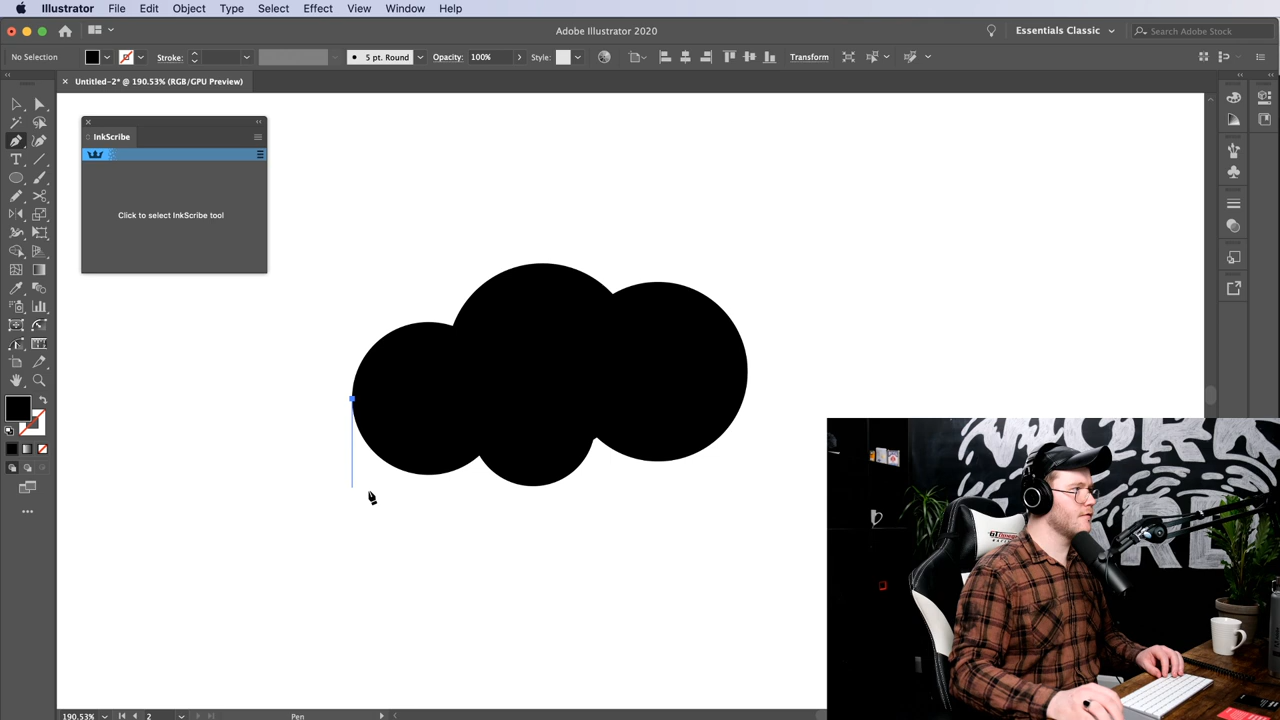 Illustrator File Edit Object Type Select Effect View Window Help
Adobe Illustrator 2020
Essentials Classic
Search Adobe Stock
No Selection
Stroke:
5 pt. Round
Opacity: 100%
Style:
Transform
Untitled-2* @ 190.53% (RGB/GPU Preview)
InkScribe
Click to select InkScribe tool
190.53%
2
Pen